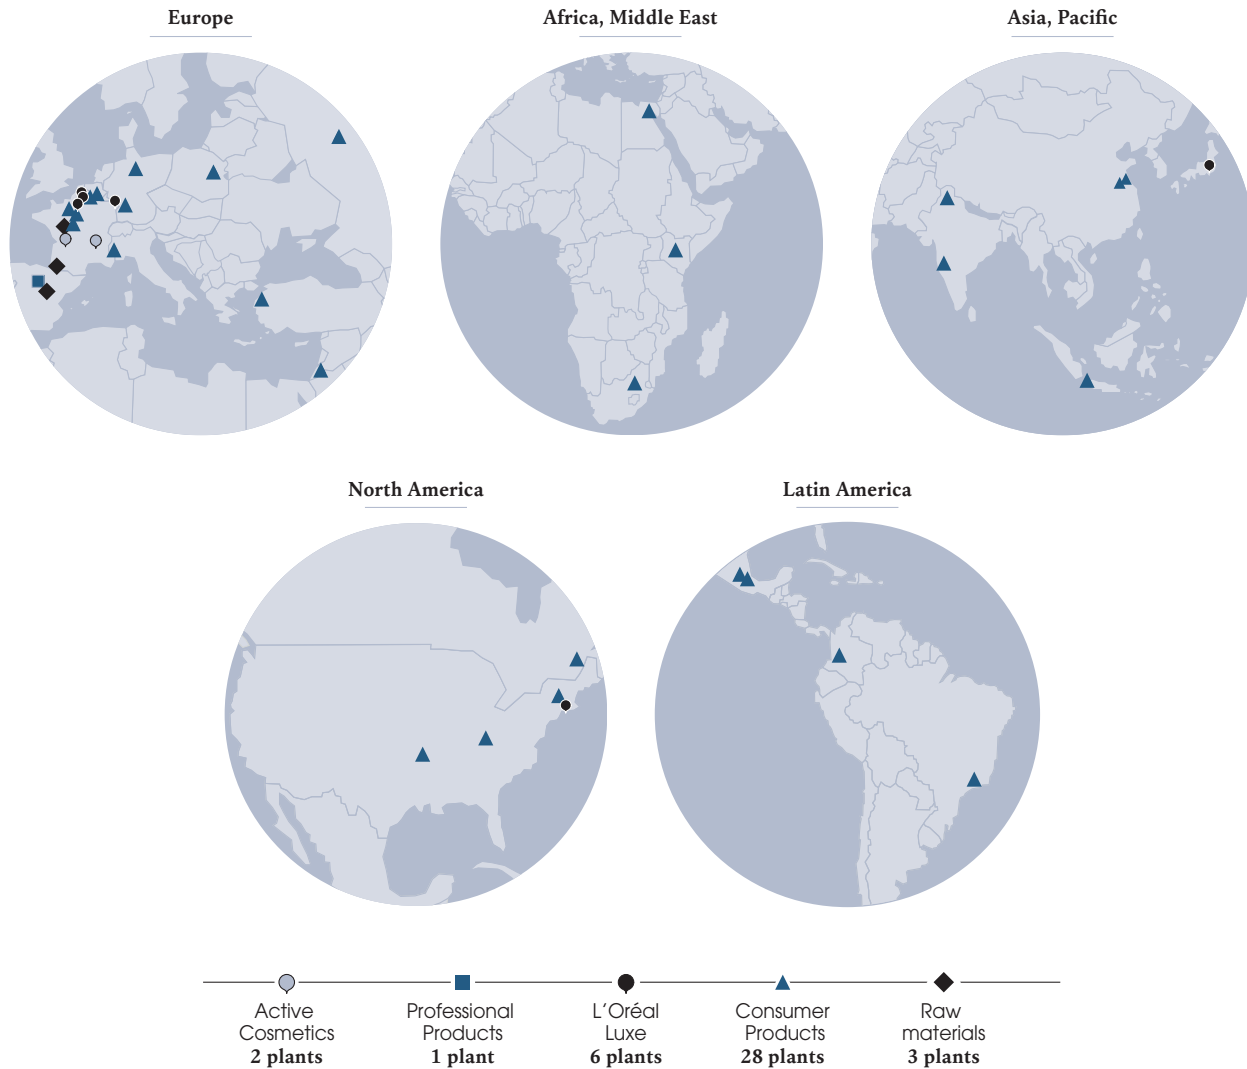 Europe
Africa, Middle East
Asia, Pacific
North America
Latin America
Active
Cosmetics
2 plants
Professional
Products
1 plant
L’Oréal
Luxe
6 plants
Consumer
Products
28 plants
Raw
materials
3 plants